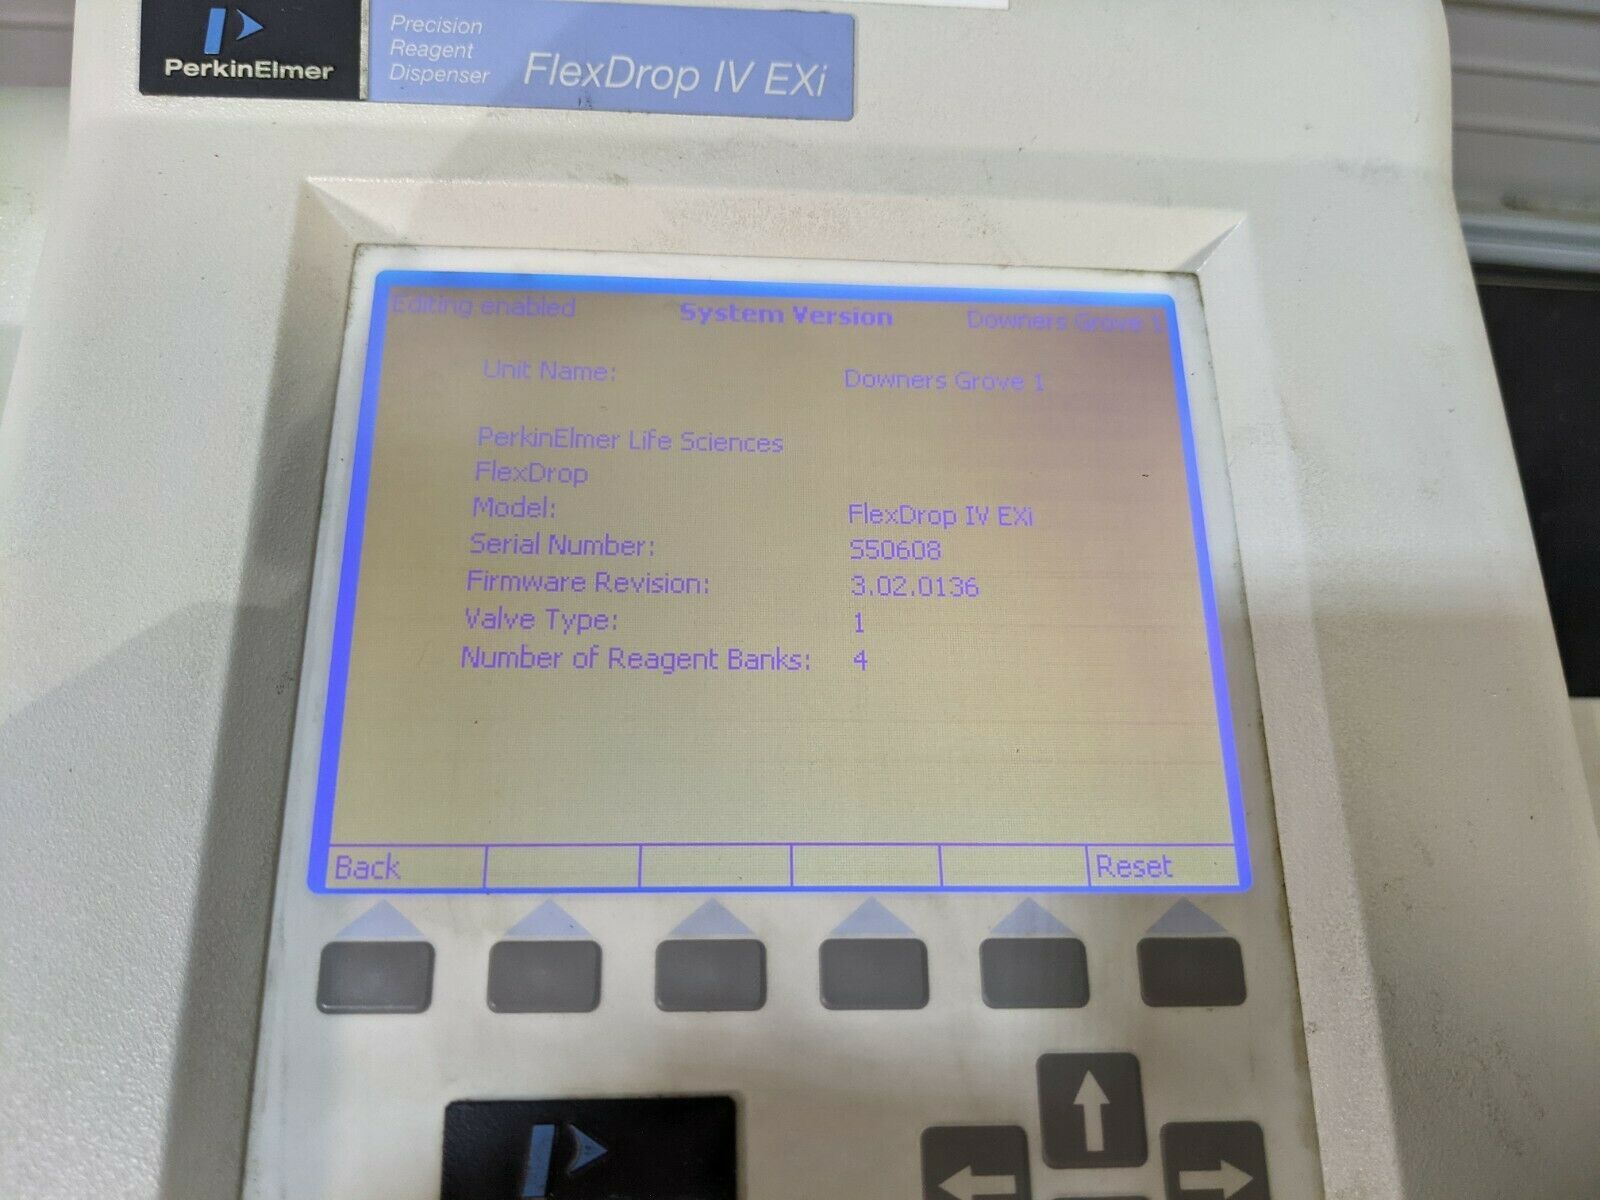 PerkinElmer
Precision
Reagent
Dispenser
FlexDrop IV EXi
Editing enabled System Version Downers Grove 1
Unit Name: Downers Grove 1
PerkinElmer Life Sciences
FlexDrop
Model: FlexDrop IV EXi
Serial Number: S50608
Firmware Revision: 3.02.0136
Valve Type: 1
Number of Reagent Banks: 4
Back Reset